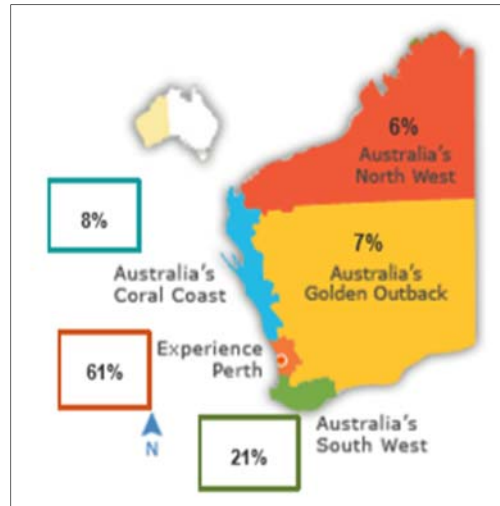 6%
Australia's
North West
8%
7%
Australia's
Golden Outback
Australia's
Coral Coast
Experience
Perth
61%
N
Australia's
South West
21%